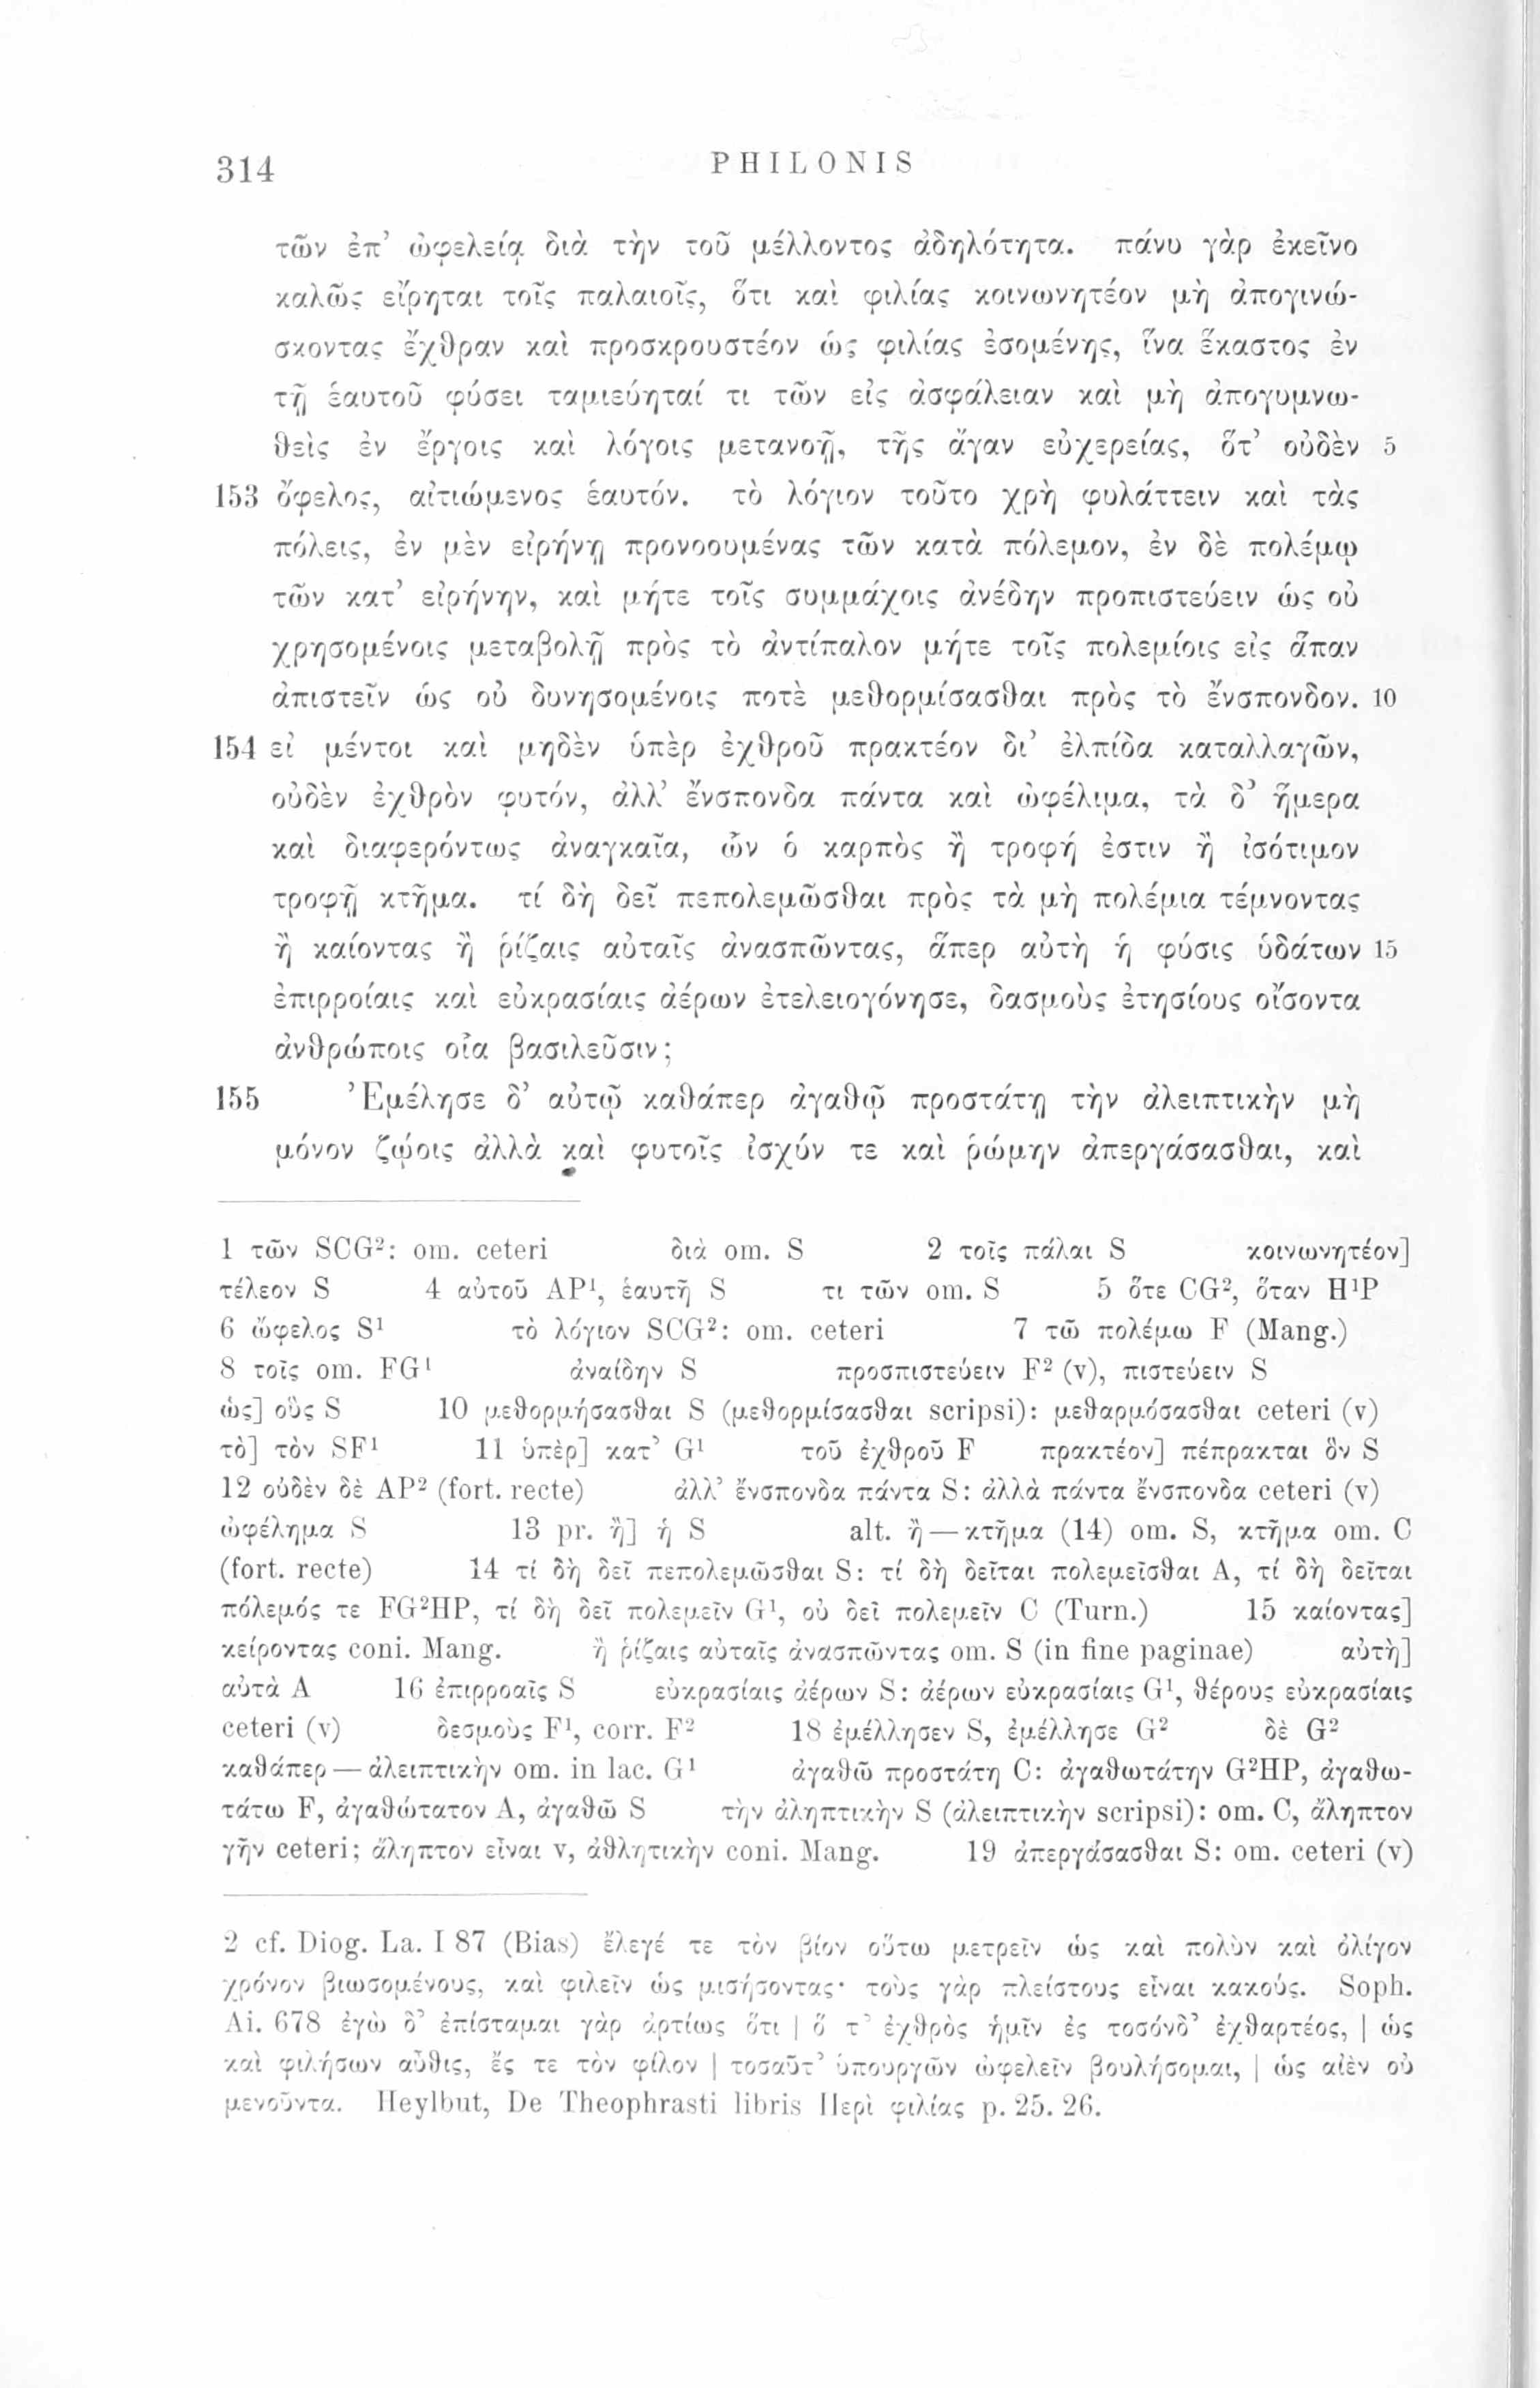 314
PHILONIS
τῶν ἐπ’ ὠφελείᾳ διὰ τὴν τοῦ μέλλοντος ἀδηλότητα. πάνυ γὰρ ἐκεῖνο
καλῶς εἴρηται τοῖς παλαιοῖς, ὅτι καὶ φιλίας κοινωνητέον μὴ ἀπογινώ-
σκοντας ἔχθραν καὶ προσκρουστέον ὡς φιλίας ἐσομένης, ἵνα ἕκαστος ἐν
τῇ ἑαυτοῦ φύσει ταμιεύηταί τι τῶν εἰς ἀσφάλειαν καὶ μὴ ἀπογυμνω-
θεὶς ἐν ἔργοις καὶ λόγοις μετανοῇ, τῆς ἄγαν εὐχερείας, ὅτ’ οὐδὲν 5
153 ὄφελος, αἰτιώμενος ἑαυτόν. τὸ λόγιον τοῦτο χρὴ φυλάττειν καὶ τὰς
πόλεις, ἐν μὲν εἰρήνῃ προνοουμένας τῶν κατὰ πόλεμον, ἐν δὲ πολέμῳ
τῶν κατ’ εἰρήνην, καὶ μήτε τοῖς συμμάχοις ἀνέδην προπιστεύειν ὡς οὐ
χρησομένοις μεταβολῇ πρὸς τὸ ἀντίπαλον μήτε τοῖς πολεμίοις εἰς ἅπαν
ἀπιστεῖν ὡς οὐ δυνησομένοις ποτὲ μεθορμίσασθαι πρὸς τὸ ἔνσπονδον. 10
154 εἰ μέντοι καὶ μηδὲν ὑπὲρ ἐχθροῦ πρακτέον δι’ ἐλπίδα καταλλαγῶν,
οὐδὲν ἐχθρὸν φυτόν, ἀλλ’ ἔνσπονδα πάντα καὶ ὠφέλιμα, τὰ δ’ ἥμερα
καὶ διαφερόντως ἀναγκαῖα, ὧν ὁ καρπὸς ἢ τροφή ἐστιν ἢ ἰσότιμον
τροφῇ κτῆμα. τί δὴ δεῖ πεπολεμῶσθαι πρὸς τὰ μὴ πολέμια τέμνοντας
ἢ καίοντας ἢ ῥίζαις αὐταῖς ἀνασπῶντας, ἅπερ αὐτὴ ἡ φύσις ὑδάτων 15
ἐπιρροίαις καὶ εὐκρασίαις ἀέρων ἐτελειογόνησε, δασμοὺς ἐτησίους οἴσοντα
ἀνθρώποις οἷα βασιλεῦσιν;
155 Ἐμέλησε δ’ αὐτῷ καθάπερ ἀγαθῷ προστάτῃ τὴν ἀλειπτικὴν μὴ
μόνον ζῴοις ἀλλὰ καὶ φυτοῖς ἰσχύν τε καὶ ῥώμην ἀπεργάσασθαι, καὶ
1 τῶν SCG²: om. ceteri διὰ om. S 2 τοῖς πάλαι S κοινωνητέον]
τέλεον S 4 αὐτοῦ AP¹, ἑαυτῆ S τι τῶν om. S 5 ὅτε CG², ὅταν H¹P
6 ὤφελος S¹ τὸ λόγιον SCG²: om. ceteri 7 τῶ πολέμω F (Mang.)
8 τοῖς om. FG¹ ἀναίδην S προσπιστεύειν F² (v), πιστεύειν S
ὡς] οὓς S 10 μεθορμήσασθαι S (μεθορμίσασθαι scripsi): μεθαρμόσασθαι ceteri (v)
τὸ] τὸν SF¹ 11 ὑπὲρ] κατ’ G¹ τοῦ ἐχθροῦ F πρακτέον] πέπρακται ὃν S
12 οὐδὲν δὲ AP² (fort. recte) ἀλλ’ ἔνσπονδα πάντα S: ἀλλὰ πάντα ἔνσπονδα ceteri (v)
ὠφέλημα S 13 pr. ἢ] ἡ S alt. ἢ — κτῆμα (14) om. S, κτῆμα om. C
(fort. recte) 14 τί δὴ δεῖ πεπολεμῶσθαι S: τί δὴ δεῖται πολεμεῖσθαι A, τί δὴ δεῖται
πόλεμός τε FG²HP, τί δὴ δεῖ πολεμεῖν G¹, οὐ δεῖ πολεμεῖν C (Turn.) 15 καίοντας]
κείροντας coni. Mang. ἢ ῥίζαις αὐταῖς ἀνασπῶντας om. S (in fine paginae) αὐτὴ]
αὐτὰ A 16 ἐπιρροαῖς S εὐκρασίαις ἀέρων S: ἀέρων εὐκρασίαις G¹, θέρους εὐκρασίαις
ceteri (v) δεσμοὺς F¹, corr. F² 18 ἐμέλλησεν S, ἐμέλλησε G² δὲ G²
καθάπερ — ἀλειπτικὴν om. in lac. G¹ ἀγαθῶ προστάτη C: ἀγαθωτάτην G²HP, ἀγαθω-
τάτω F, ἀγαθώτατον A, ἀγαθῶ S τὴν ἀληπτικὴν S (ἀλειπτικὴν scripsi): om. C, ἄληπτον
γῆν ceteri; ἄληπτον εἶναι v, ἀθλητικὴν coni. Mang. 19 ἀπεργάσασθαι S: om. ceteri (v)
2 cf. Diog. La. I 87 (Bias) ἔλεγέ τε τὸν βίον οὕτω μετρεῖν ὡς καὶ πολὺν καὶ ὀλίγον
χρόνον βιωσομένους, καὶ φιλεῖν ὡς μισήσοντας· τοὺς γὰρ πλείστους εἶναι κακούς. Soph.
Ai. 678 ἐγὼ δ’ ἐπίσταμαι γὰρ ἀρτίως ὅτι | ὅ τ’ ἐχθρὸς ἡμῖν ἐς τοσόνδ’ ἐχθαρτέος, | ὡς
καὶ φιλήσων αὖθις, ἔς τε τὸν φίλον | τοσαῦτ’ ὑπουργῶν ὠφελεῖν βουλήσομαι, | ὡς αἰὲν οὐ
μενοῦντα. Heylbut, De Theophrasti libris Περὶ φιλίας p. 25. 26.